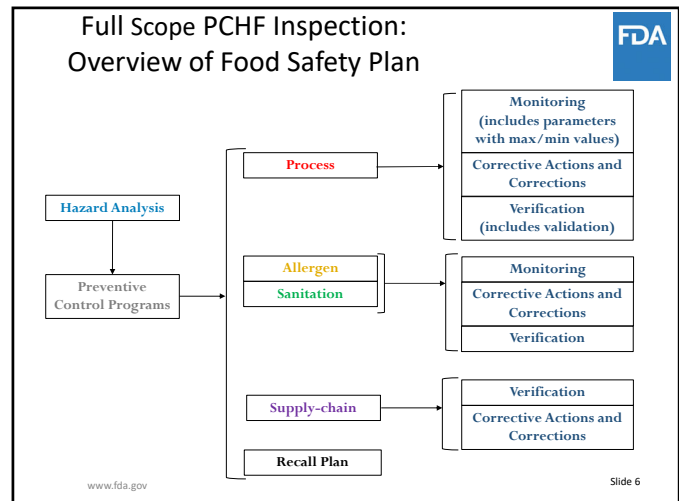 Full Scope PCHF Inspection:
Overview of Food Safety Plan
FDA
Hazard Analysis
Preventive
Control Programs
Process
Monitoring
(includes parameters
with max/min values)
Corrective Actions and
Corrections
Verification
(includes validation)
Allergen
Sanitation
Monitoring
Corrective Actions and
Corrections
Verification
Supply-chain
Verification
Corrective Actions and
Corrections
Recall Plan
www.fda.gov
Slide 6